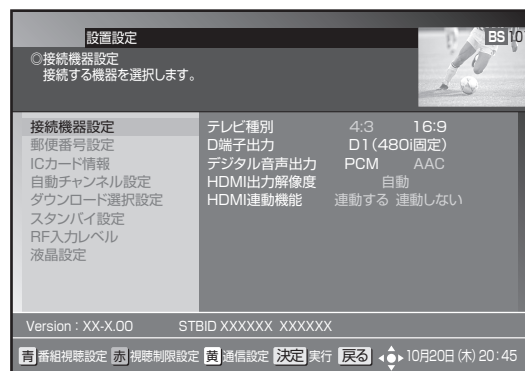 設置設定
BS 10
◎接続機器設定
接続する機器を選択します。
接続機器設定
郵便番号設定
ICカード情報
自動チャンネル設定
ダウンロード選択設定
スタンバイ設定
RF入力レベル
液晶設定
テレビ種別 4:3 16:9
D端子出力 D1(480i固定)
デジタル音声出力 PCM AAC
HDMI出力解像度 自動
HDMI連動機能 連動する 連動しない
Version : XX-X.00 STBID XXXXXX XXXXXX
青 番組視聴設定 赤 視聴制限設定 黄 通信設定 決定 実行 戻る 10月20日(木) 20:45